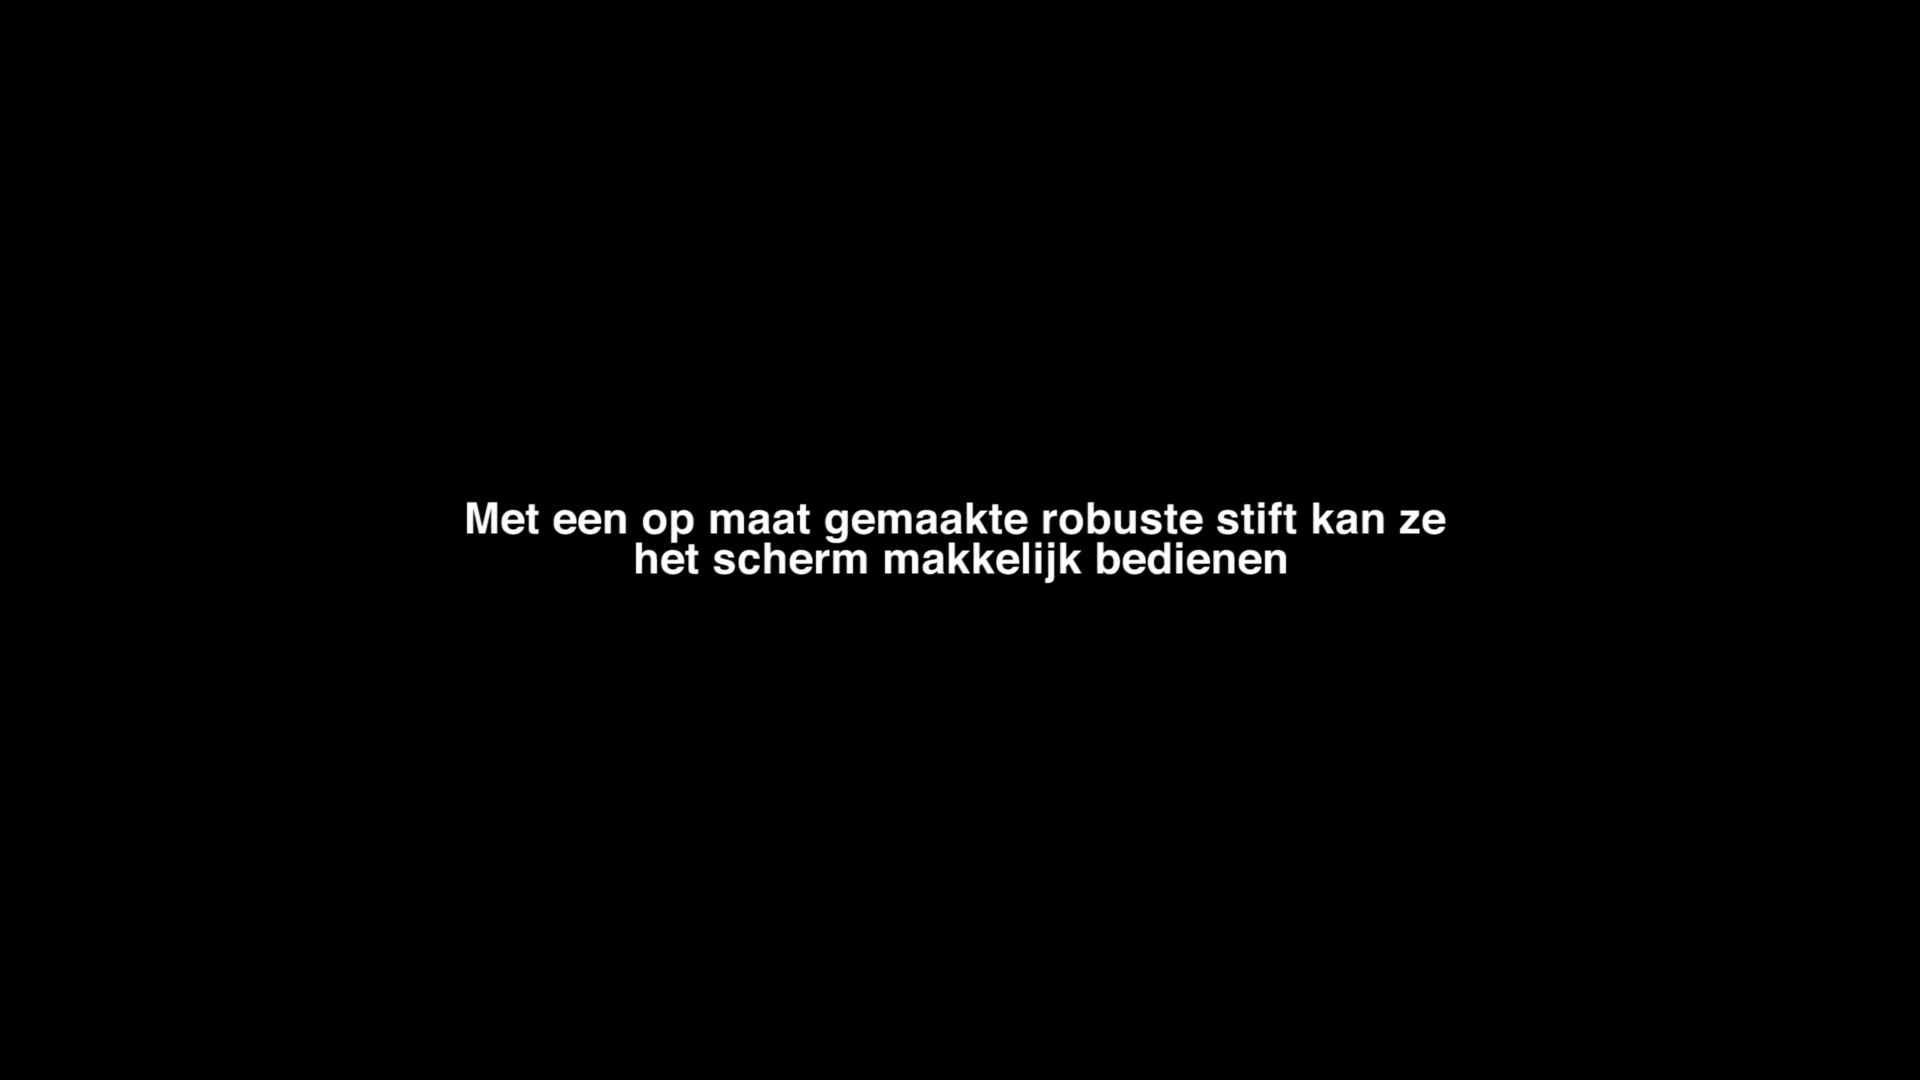 Met een op maat gemaakte robuste stift kan ze
het scherm makkelijk bedienen